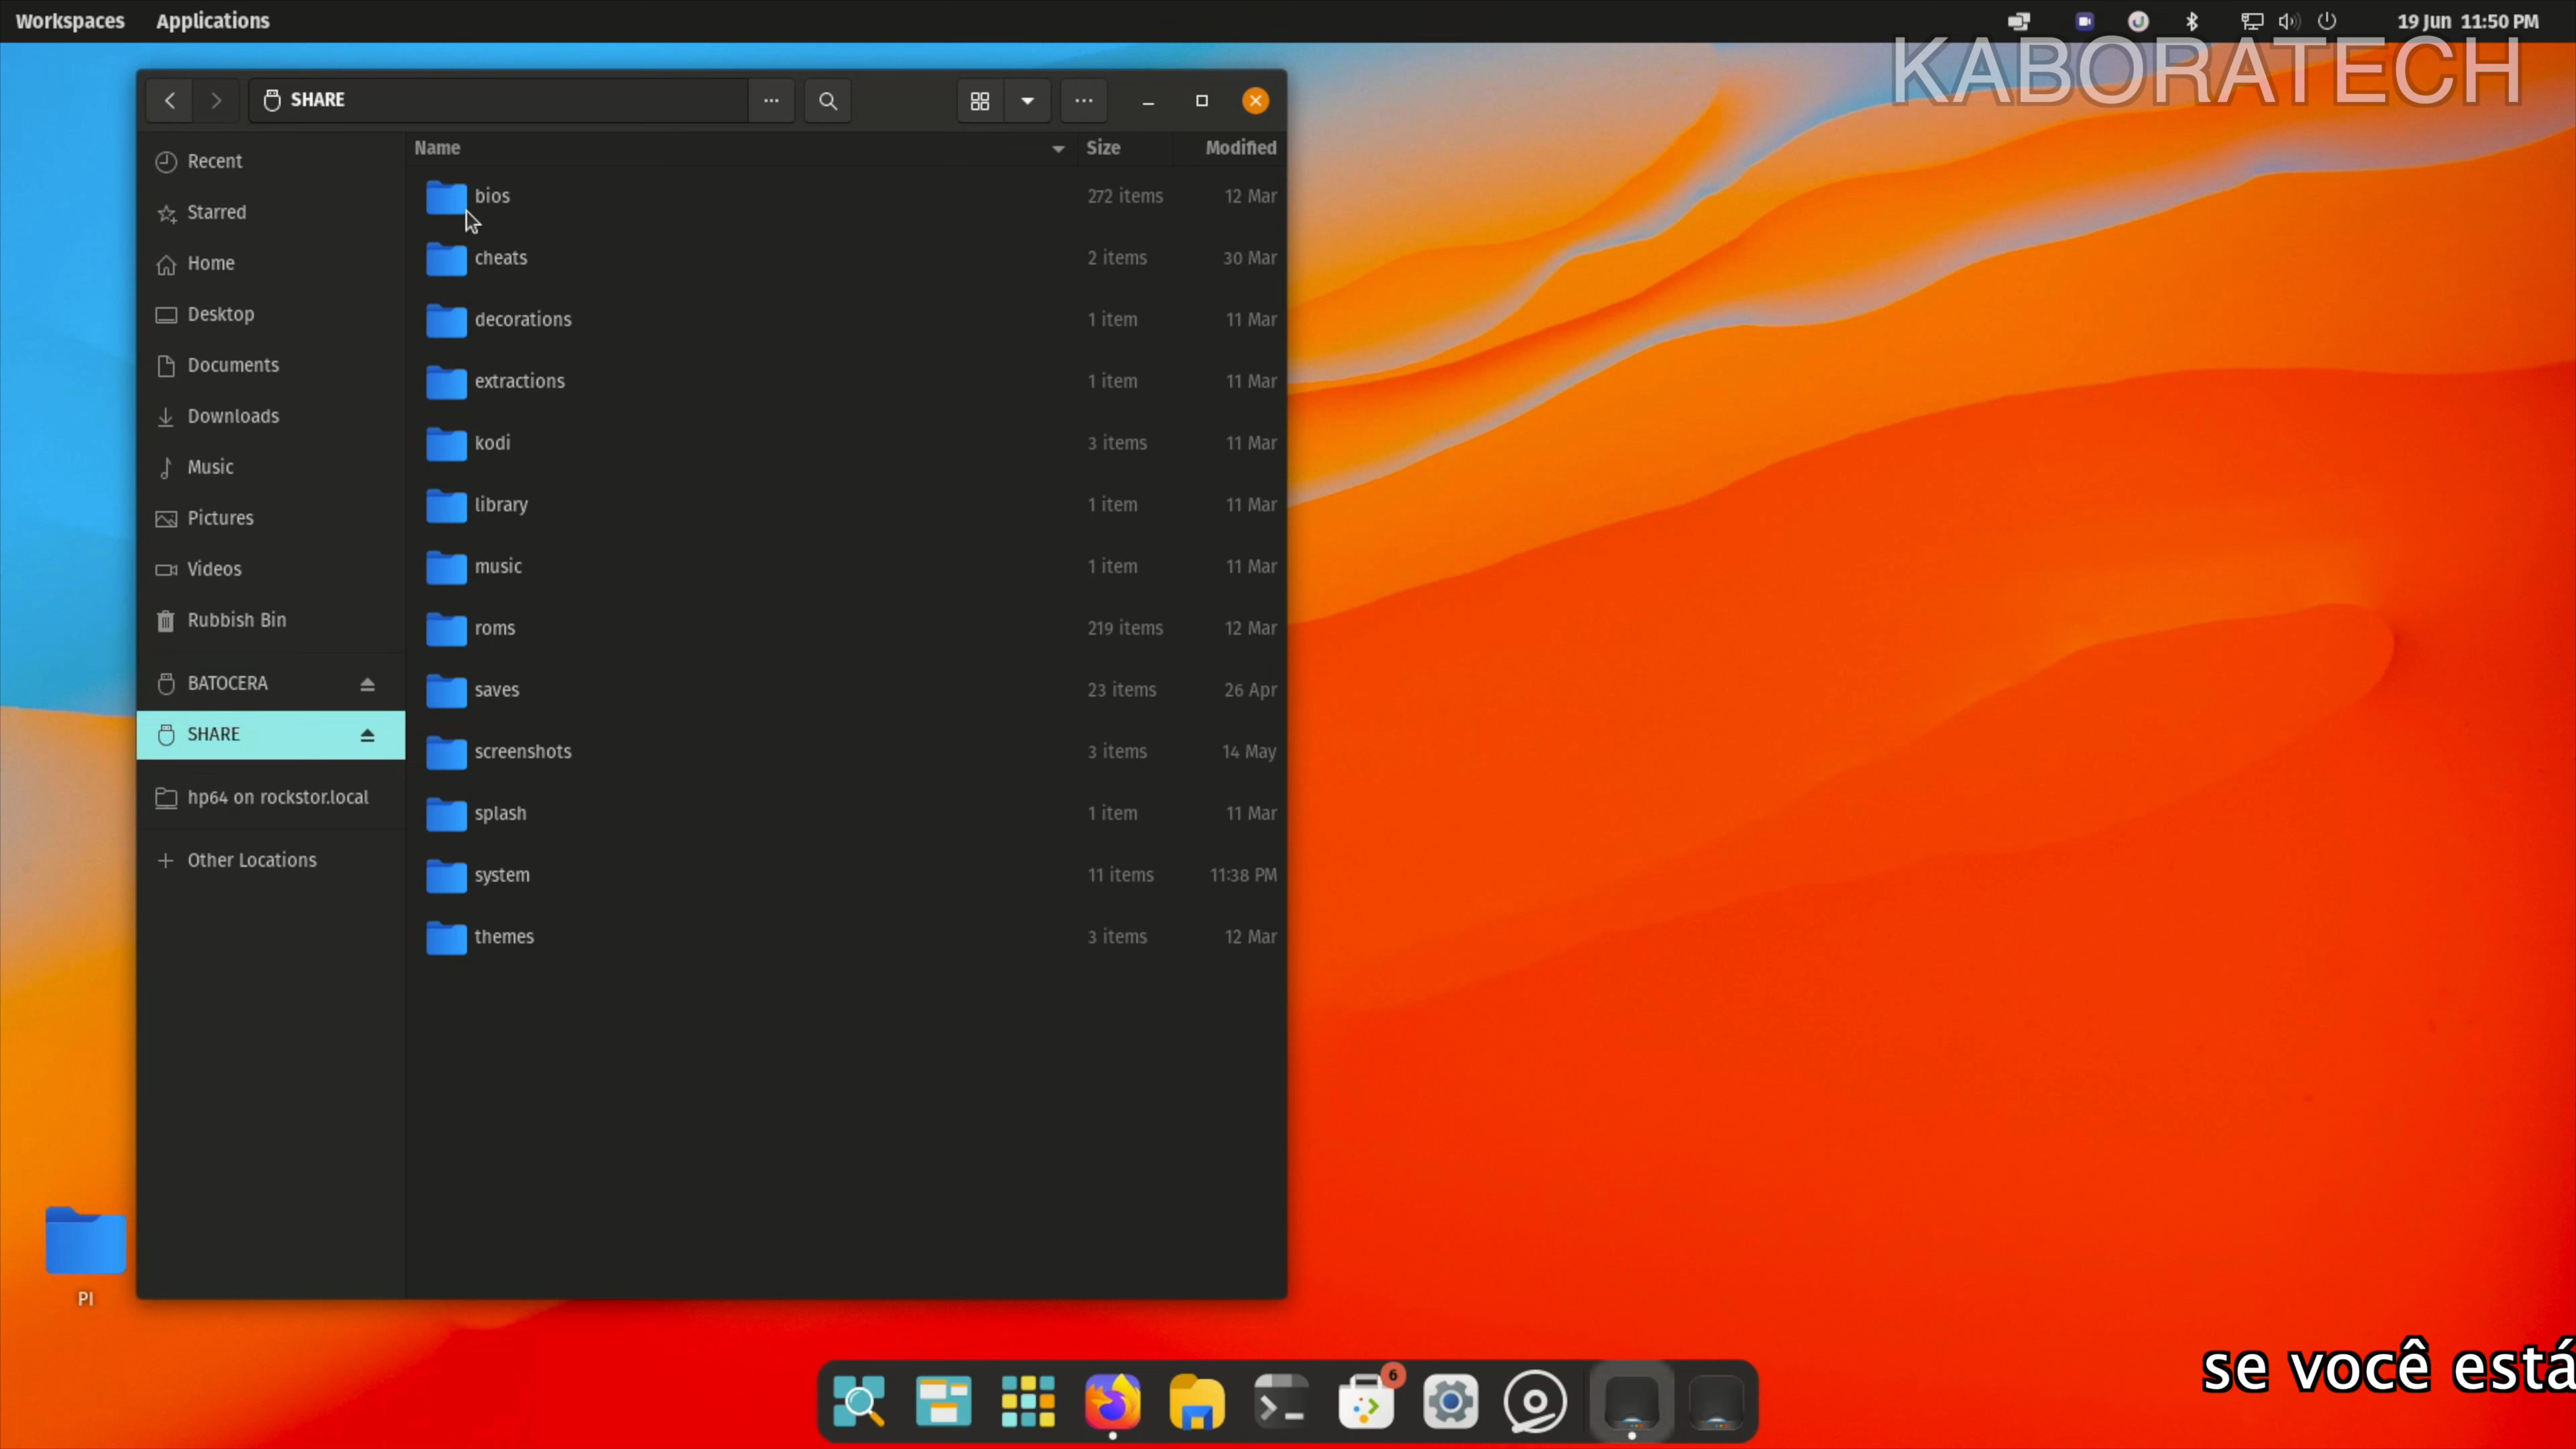 Workspaces Applications 19 Jun 11:50 PM
KABORATECH
SHARE
Name Size Modified
Recent
Starred
Home
Desktop
Documents
Downloads
Music
Pictures
Videos
Rubbish Bin
BATOCERA
SHARE
hp64 on rockstor.local
Other Locations
bios 272 items 12 Mar
cheats 2 items 30 Mar
decorations 1 item 11 Mar
extractions 1 item 11 Mar
kodi 3 items 11 Mar
library 1 item 11 Mar
music 1 item 11 Mar
roms 219 items 12 Mar
saves 23 items 26 Apr
screenshots 3 items 14 May
splash 1 item 11 Mar
system 11 items 11:38 PM
themes 3 items 12 Mar
PI
6
se você está